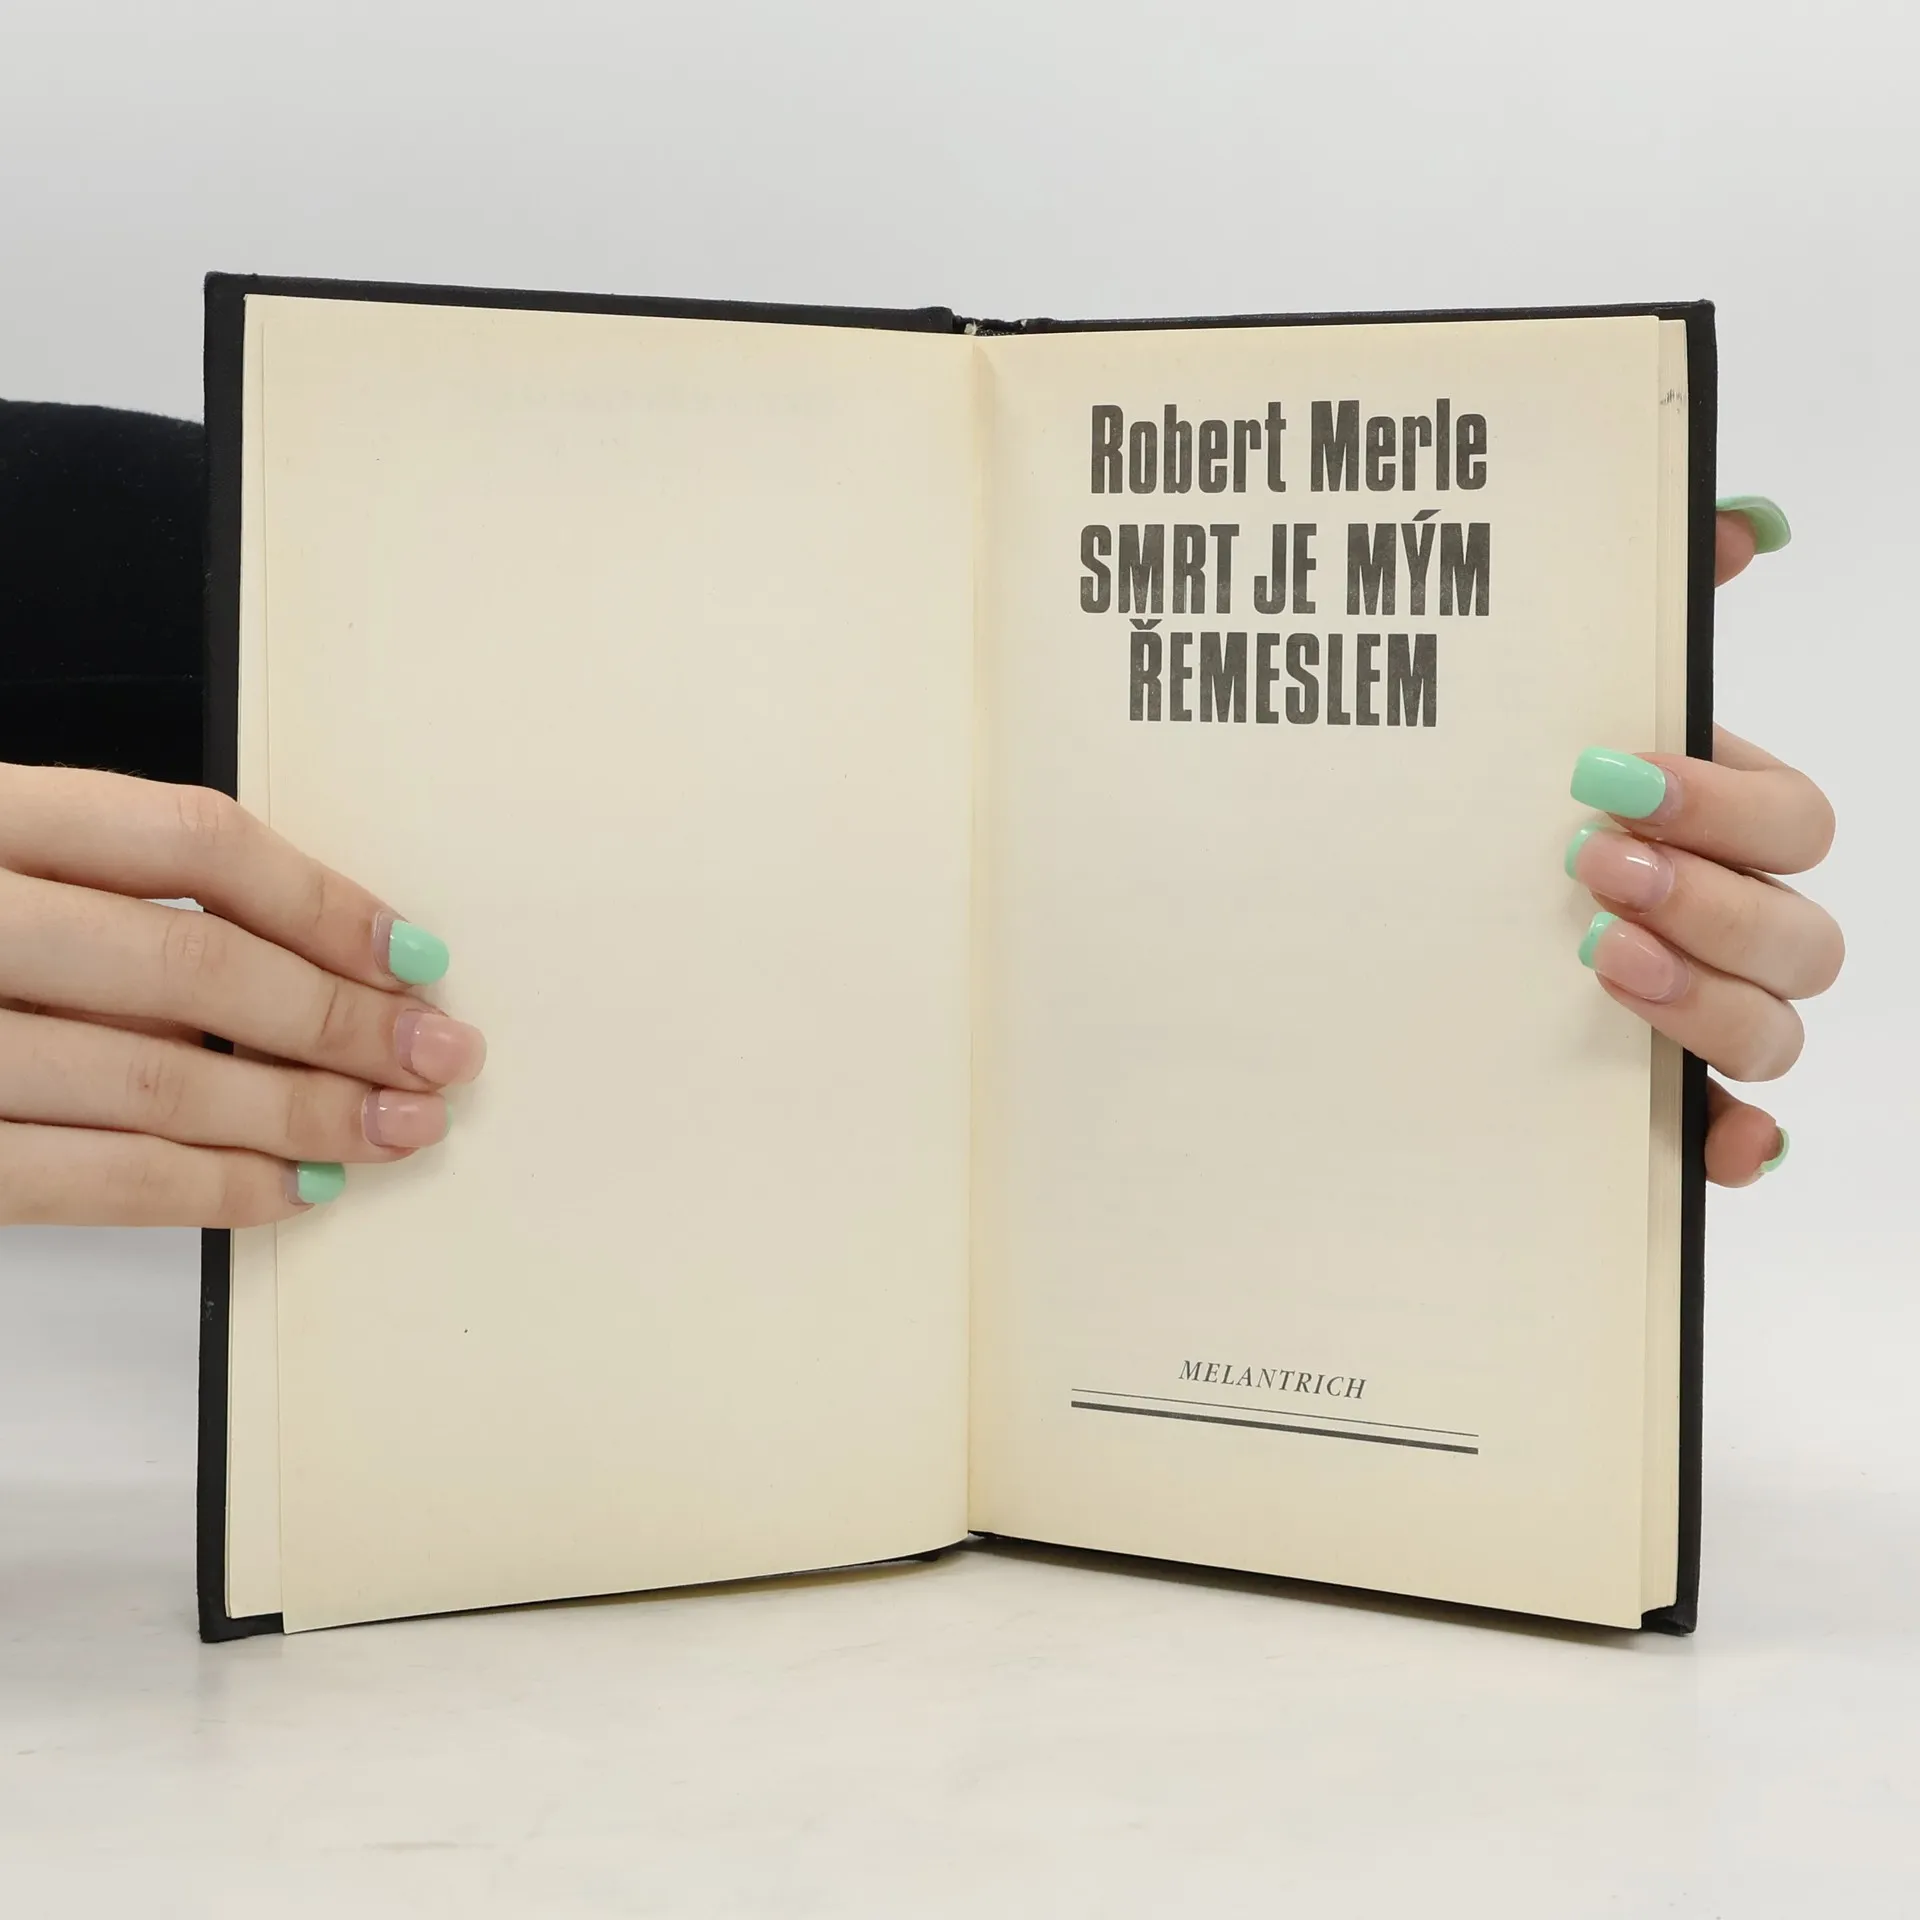 Robert Merle
SMRT JE MÝM
ŘEMESLEM
MELANTRICH